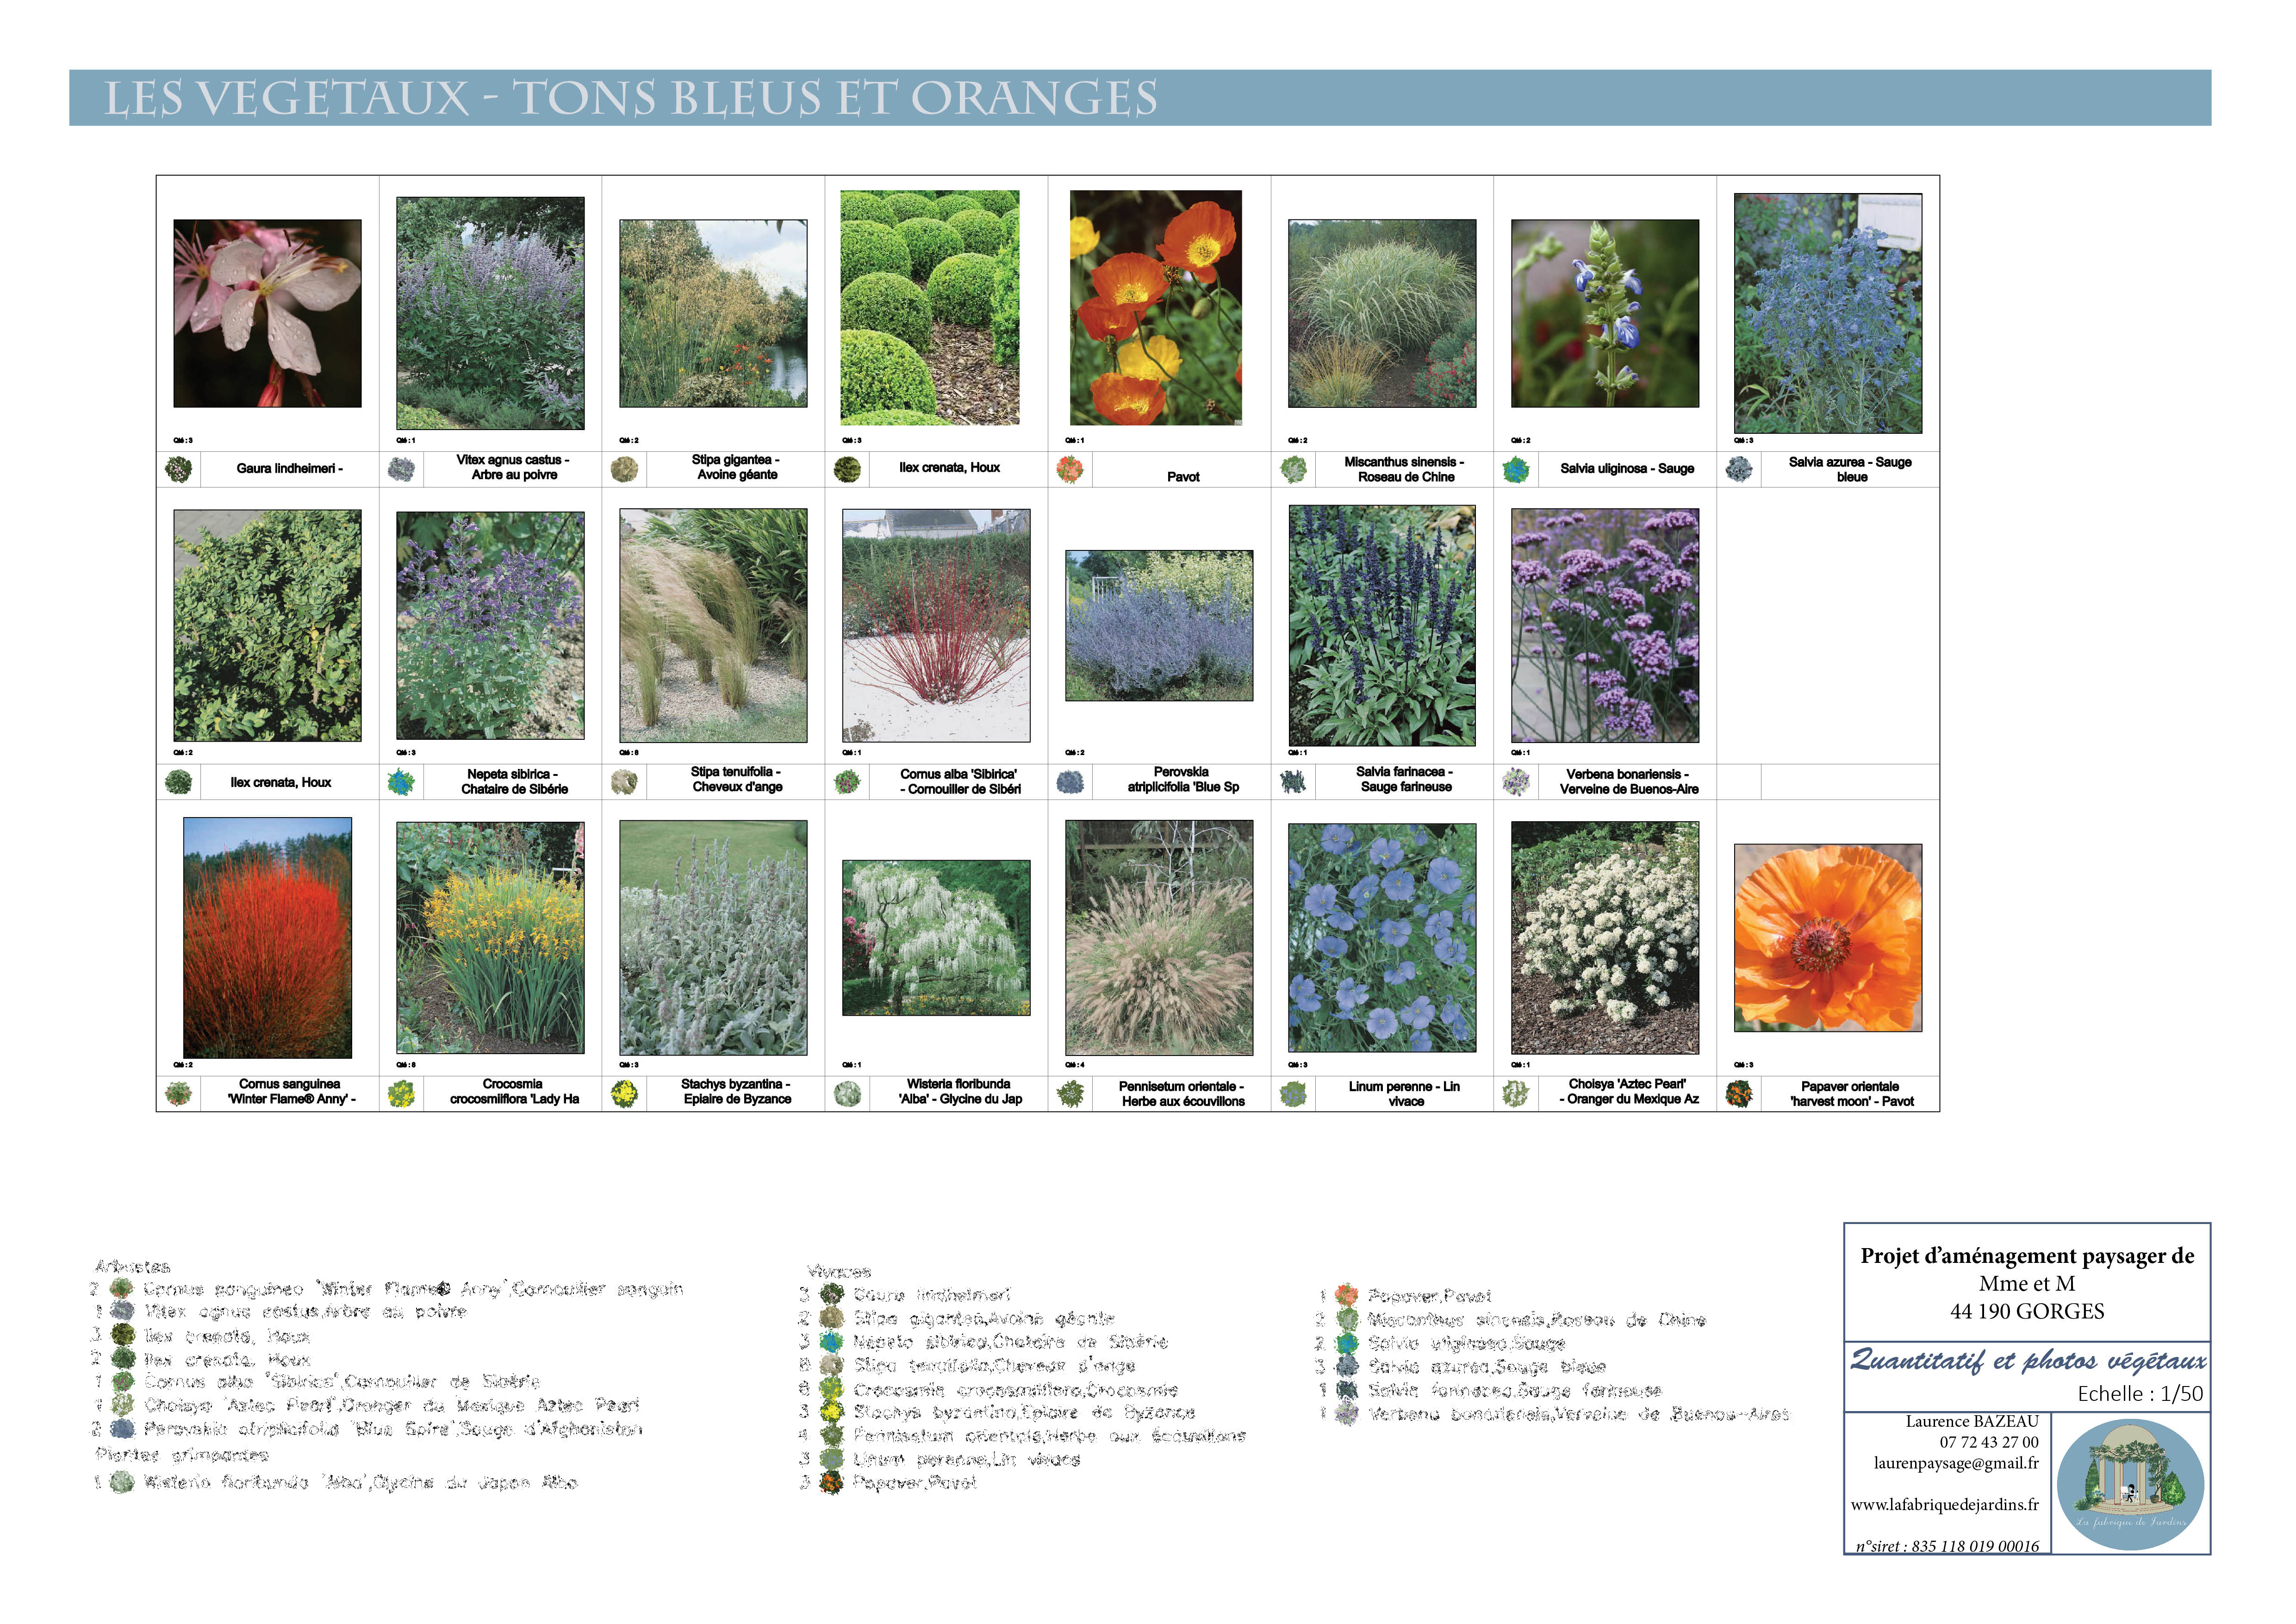 LES VEGETAUX - TONS BLEUS ET ORANGES
Qté : 3
Qté : 1
Qté : 2
Qté : 3
Qté : 1
Qté : 2
Qté : 2
Qté : 3
Gaura lindheimeri -
Vitex agnus castus -
Arbre au poivre
Stipa gigantea -
Avoine géante
Ilex crenata, Houx
Pavot
Miscanthus sinensis -
Roseau de Chine
Salvia uliginosa - Sauge
Salvia azurea - Sauge
bleue
Qté : 2
Qté : 3
Qté : 8
Qté : 1
Qté : 2
Qté : 1
Qté : 1
Ilex crenata, Houx
Nepeta sibirica -
Chataire de Sibérie
Stipa tenuifolia -
Cheveux d'ange
Cornus alba 'Sibirica'
- Cornouiller de Sibéri
Perovskia
atriplicifolia 'Blue Sp
Salvia farinacea -
Sauge farineuse
Verbena bonariensis -
Verveine de Buenos-Aire
Qté : 2
Qté : 8
Qté : 3
Qté : 1
Qté : 4
Qté : 3
Qté : 1
Qté : 3
Cornus sanguinea
'Winter Flame® Anny' -
Crocosmia
crocosmiiflora 'Lady Ha
Stachys byzantina -
Epiaire de Byzance
Wisteria floribunda
'Alba' - Glycine du Jap
Pennisetum orientale -
Herbe aux écouvillons
Linum perenne - Lin
vivace
Choisya 'Aztec Pearl'
- Oranger du Mexique Az
Papaver orientale
'harvest moon' - Pavot
Arbustes
2 Cornus sanguinea 'Winter Flame® Anny',Cornouiller sanguin
1 Vitex agnus castus,Arbre au poivre
3 Ilex crenata, Houx
2 Ilex crenata, Houx
1 Cornus alba 'Sibirica',Cornouiller de Sibérie
1 Choisya 'Aztec Pearl',Oranger du Mexique Aztec Pearl
2 Perovskia atriplicifolia 'Blue Spire',Sauge d'Afghanistan
Plantes grimpantes
1 Wisteria floribunda 'Alba',Glycine du Japon Alba
Vivaces
3 Gaura lindheimeri
2 Stipa gigantea,Avoine géante
3 Nepeta sibirica,Chataire de Sibérie
8 Stipa tenuifolia,Cheveux d'ange
8 Crocosmia crocosmiiflora,Crocosmia
3 Stachys byzantina,Epiaire de Byzance
4 Pennisetum orientale,Herbe aux écouvillons
3 Linum perenne,Lin vivace
3 Papaver,Pavot
1 Papaver,Pavot
2 Miscanthus sinensis,Roseau de Chine
2 Salvia uliginosa,Sauge
3 Salvia azurea,Sauge bleue
1 Salvia farinacea,Sauge farineuse
1 Verbena bonariensis,Verveine de Buenos-Aires
Projet d'aménagement paysager de
Mme et M
44 190 GORGES
Quantitatif et photos végétaux
Echelle : 1/50
Laurence BAZEAU
07 72 43 27 00
laurenpaysage@gmail.fr
www.lafabriquedejardins.fr
n°siret : 835 118 019 00016
La fabrique de Jardins